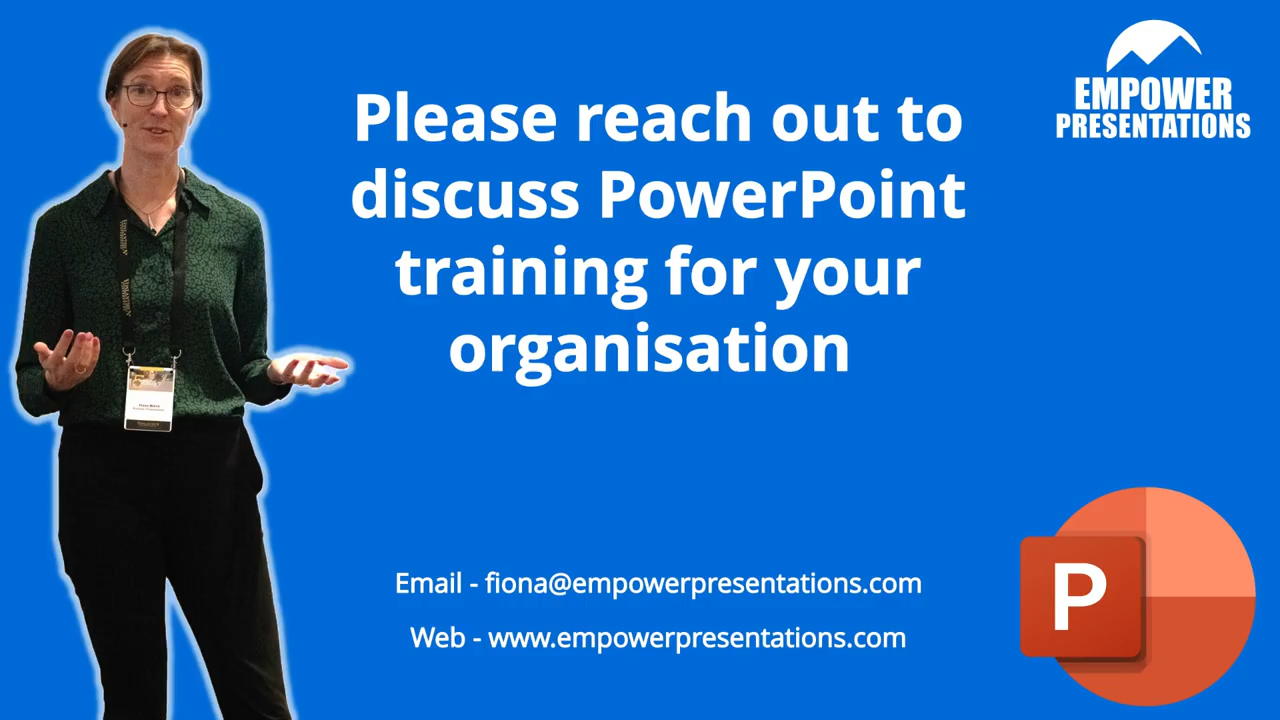 EMPOWER
PRESENTATIONS
Please reach out to
discuss PowerPoint
training for your
organisation
Email - fiona@empowerpresentations.com
Web - www.empowerpresentations.com
P